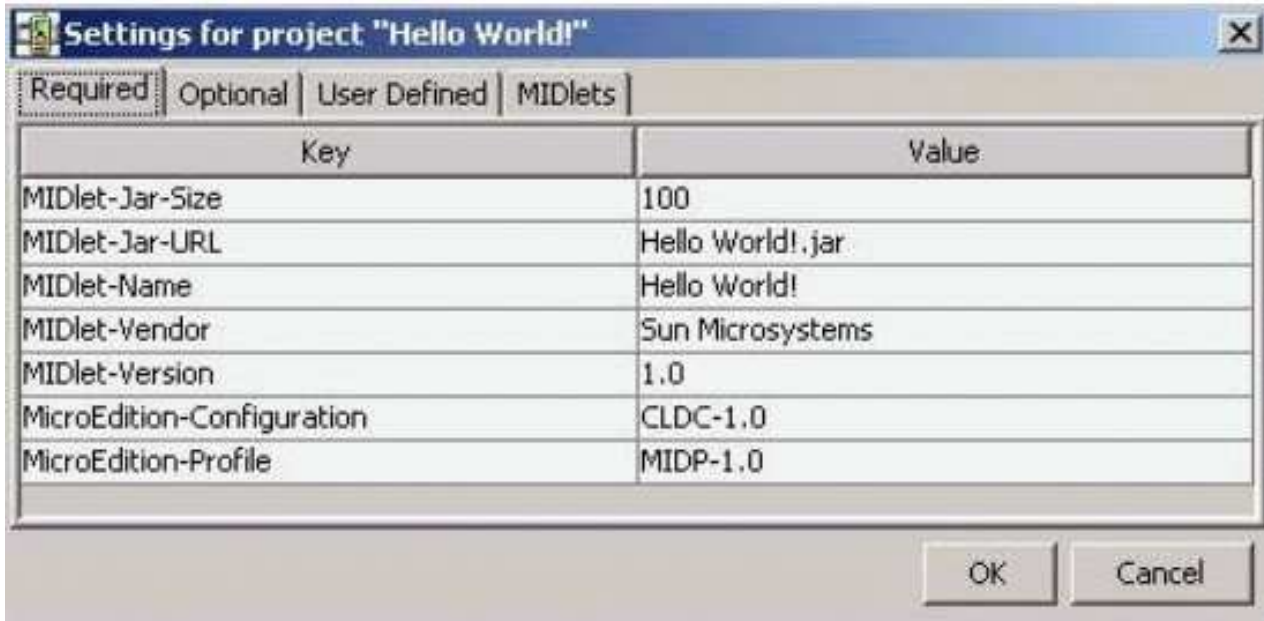 Settings for project "Hello World!"
Required Optional User Defined MIDlets
Key Value
MIDlet-Jar-Size 100
MIDlet-Jar-URL Hello World!.jar
MIDlet-Name Hello World!
MIDlet-Vendor Sun Microsystems
MIDlet-Version 1.0
MicroEdition-Configuration CLDC-1.0
MicroEdition-Profile MIDP-1.0
OK Cancel